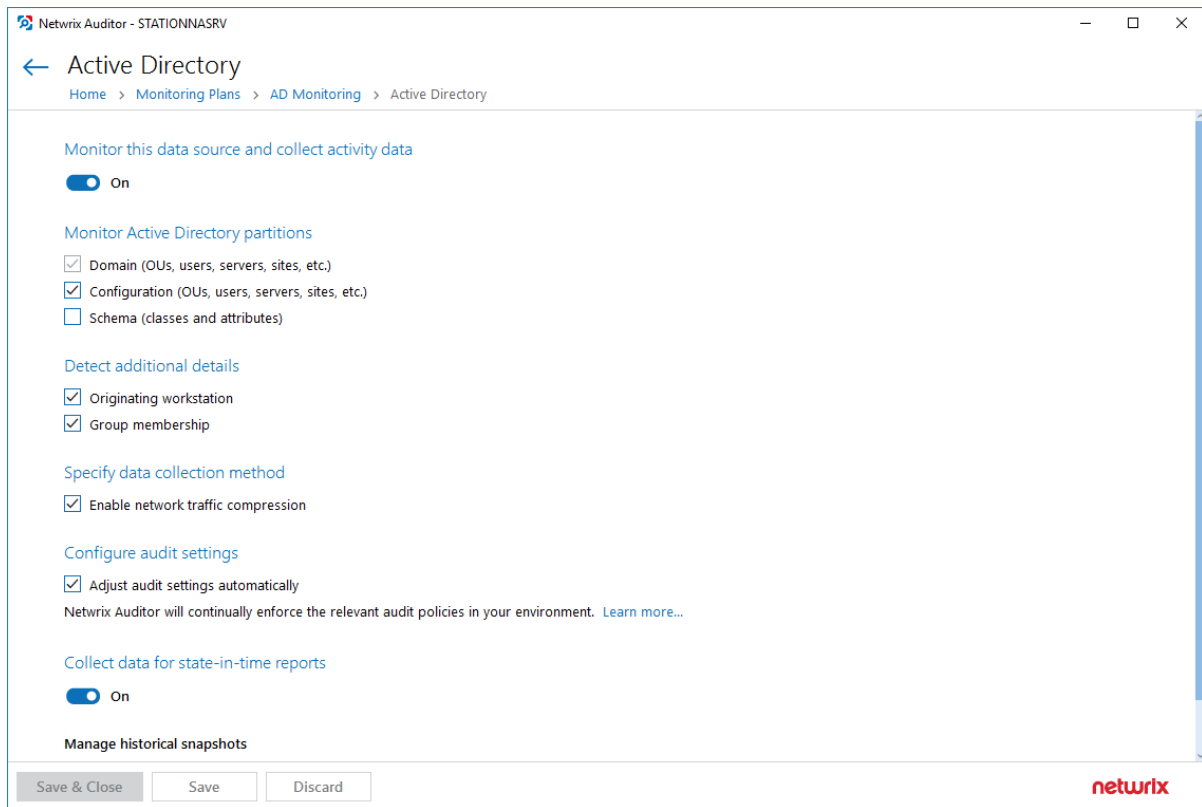 Netwrix Auditor - STATIONNASRV
Active Directory
Home > Monitoring Plans > AD Monitoring > Active Directory
Monitor this data source and collect activity data
On
Monitor Active Directory partitions
Domain (OUs, users, servers, sites, etc.)
Configuration (OUs, users, servers, sites, etc.)
Schema (classes and attributes)
Detect additional details
Originating workstation
Group membership
Specify data collection method
Enable network traffic compression
Configure audit settings
Adjust audit settings automatically
Netwrix Auditor will continually enforce the relevant audit policies in your environment. Learn more...
Collect data for state-in-time reports
On
Manage historical snapshots
Save & Close Save Discard netwrix